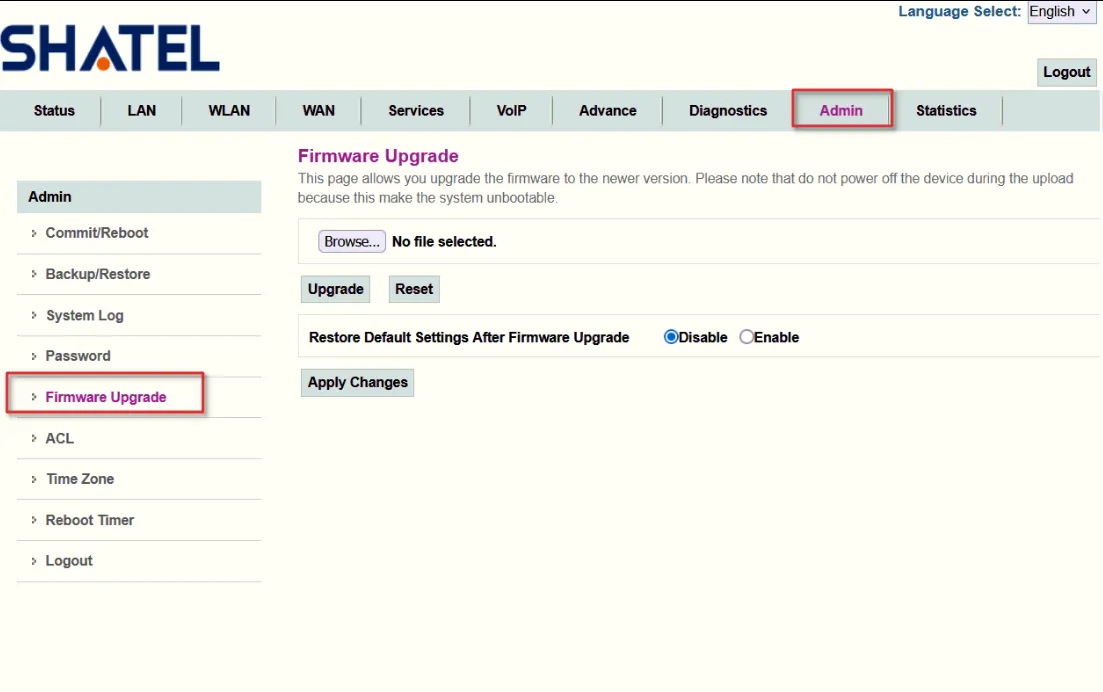 Language Select: English
SHATEL
Logout
Status LAN WLAN WAN Services VoIP Advance Diagnostics Admin Statistics
Admin
Commit/Reboot
Backup/Restore
System Log
Password
Firmware Upgrade
ACL
Time Zone
Reboot Timer
Logout
Firmware Upgrade
This page allows you upgrade the firmware to the newer version. Please note that do not power off the device during the upload
because this make the system unbootable.
Browse... No file selected.
Upgrade Reset
Restore Default Settings After Firmware Upgrade Disable Enable
Apply Changes